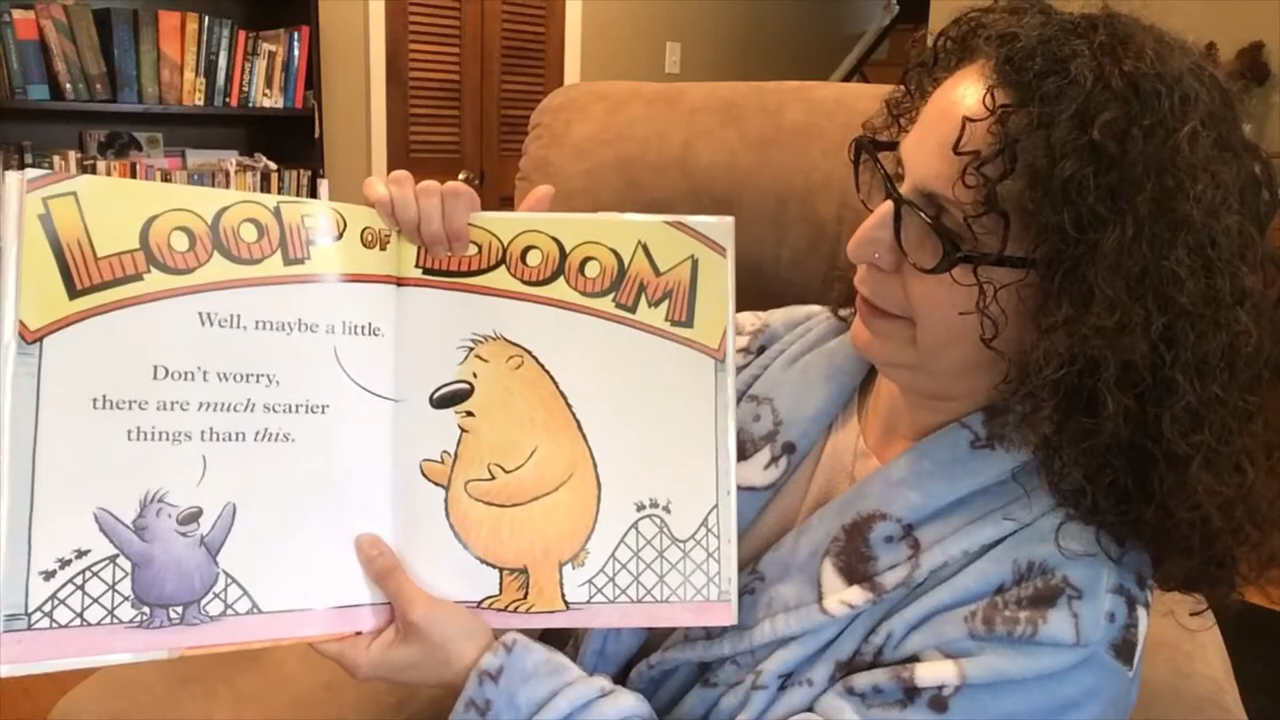 LOOP OF DOOM
Well, maybe a little.
Don't worry,
there are much scarier
things than this.
z z z...